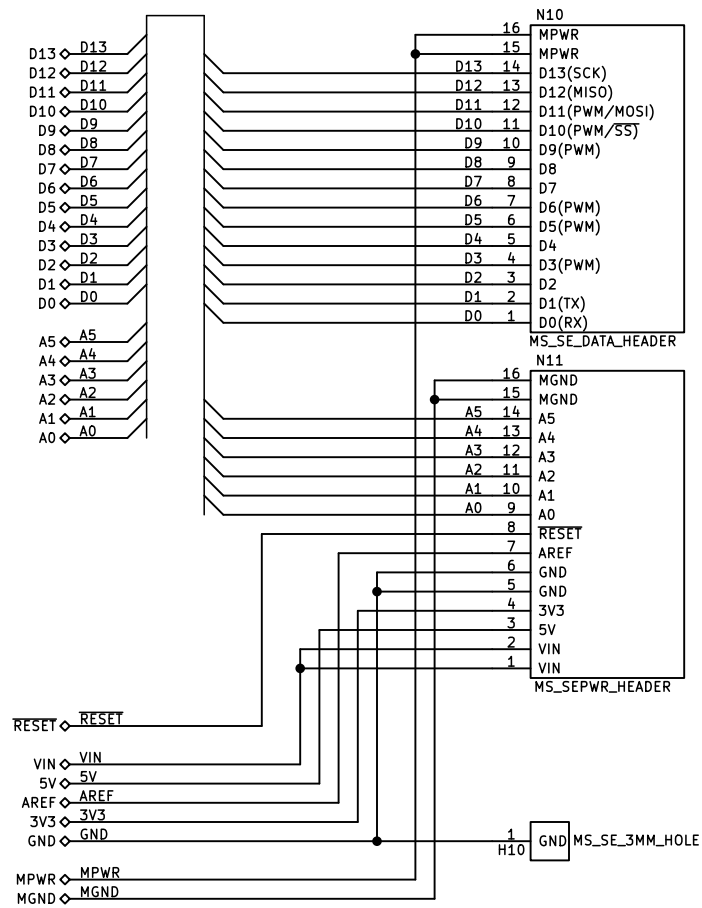 N10
16 MPWR
15 MPWR
D13 D13
D13 14 D13(SCK)
D12 D12
D12 13 D12(MISO)
D11 D11
D11 12 D11(PWM/MOSI)
D10 D10
D10 11 D10(PWM/SS)
D9 D9
D9 10 D9(PWM)
D8 D8
D8 9 D8
D7 D7
D7 8 D7
D6 D6
D6 7 D6(PWM)
D5 D5
D5 6 D5(PWM)
D4 D4
D4 5 D4
D3 D3
D3 4 D3(PWM)
D2 D2
D2 3 D2
D1 D1
D1 2 D1(TX)
D0 D0
D0 1 D0(RX)
MS_SE_DATA_HEADER
A5 A5
A4 A4
A3 A3
A2 A2
A1 A1
A0 A0
N11
16 MGND
15 MGND
A5 14 A5
A4 13 A4
A3 12 A3
A2 11 A2
A1 10 A1
A0 9 A0
8 RESET
7 AREF
6 GND
5 GND
4 3V3
3 5V
2 VIN
1 VIN
MS_SEPWR_HEADER
RESET RESET
VIN VIN
5V 5V
AREF AREF
3V3 3V3
GND GND
1 GND MS_SE_3MM_HOLE
H10
MPWR MPWR
MGND MGND